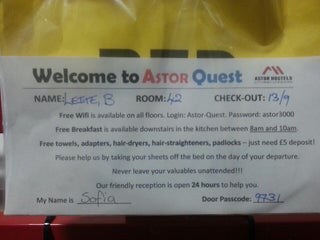 Welcome to ASTOR QUEST
ASTOR HOSTELS
NAME: LEITE, B ROOM: 42 CHECK-OUT: 13/9
Free Wifi is available on all floors. Login: Astor-Quest. Password: astor3000
Free Breakfast is available downstairs in the kitchen between 8am and 10am.
Free towels, adapters, hair-dryers, hair-straighteners, padlocks – just need £5 deposit!
Please help us by taking your sheets off the bed on the day of your departure.
Never leave your valuables unattended!!!
Our friendly reception is open 24 hours to help you.
My Name is Sofia Door Passcode: 9731